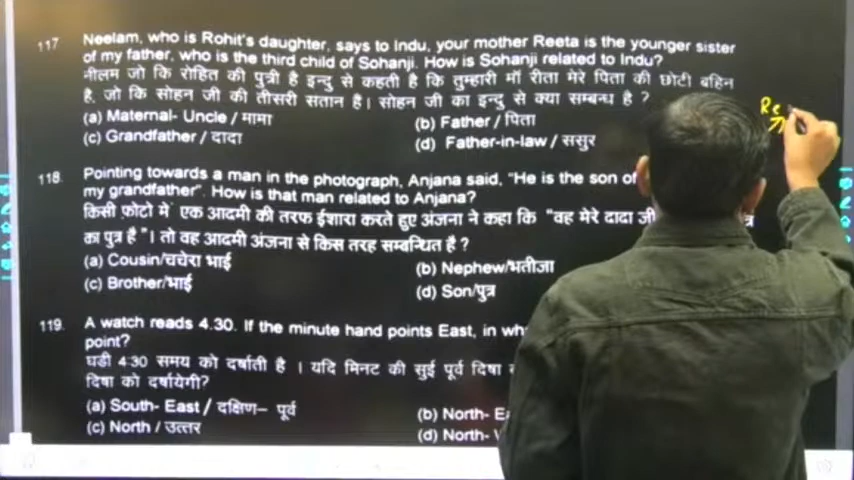 117 Neelam, who is Rohit's daughter, says to Indu, your mother Reeta is the younger sister
of my father, who is the third child of Sohanji. How is Sohanji related to Indu?
नीलम जो कि रोहित की पुत्री है इन्दु से कहती है कि तुम्हारी माँ रीता मेरे पिता की छोटी बहिन
है, जो कि सोहन जी की तीसरी सतान है। सोहन जी का इन्दु से क्या सम्बन्ध है ?
(a) Maternal- Uncle / मामा (b) Father / पिता
(c) Grandfather / दादा (d) Father-in-law / ससुर
Re
118. Pointing towards a man in the photograph, Anjana said, "He is the son of
my grandfather". How is that man related to Anjana?
किसी फ़ोटो में एक आदमी की तरफ ईशारा करते हुए अंजना ने कहा कि "वह मेरे दादा जी
का पुत्र है"। तो वह आदमी अंजना से किस तरह सम्बन्धित है ?
(a) Cousin/चचेरा भाई (b) Nephew/भतीजा
(c) Brother/भाई (d) Son/पुत्र
119. A watch reads 4.30. If the minute hand points East, in
point?
घडी 4:30 समय को दर्षाती है । यदि मिनट की सुई पूर्व दिषा
दिषा को दर्षायेगी?
(a) South- East / दक्षिण– पूर्व (b) North-
(c) North / उत्तर (d) North-